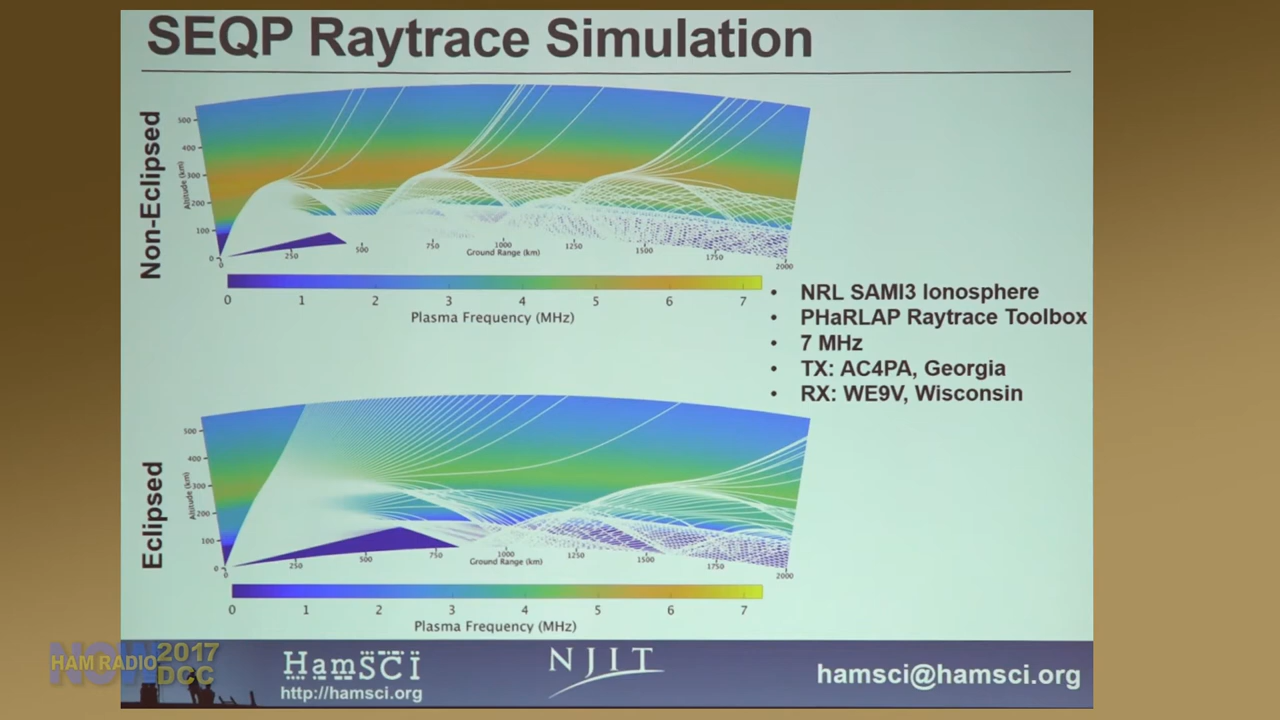 SEQP Raytrace Simulation
Non-Eclipsed
Altitude (km)
500
400
300
200
100
0
0
250
500
750
1000
1250
1500
1750
2000
Ground Range (km)
0 1 2 3 4 5 6 7
Plasma Frequency (MHz)
• NRL SAMI3 Ionosphere
• PHaRLAP Raytrace Toolbox
• 7 MHz
• TX: AC4PA, Georgia
• RX: WE9V, Wisconsin
Eclipsed
Altitude (km)
500
400
300
200
100
0
0
250
500
750
1000
1250
1500
1750
2000
Ground Range (km)
0 1 2 3 4 5 6 7
Plasma Frequency (MHz)
HAM RADIO NOW 2017
DCC
HamSCI
http://hamsci.org
NJIT
hamsci@hamsci.org